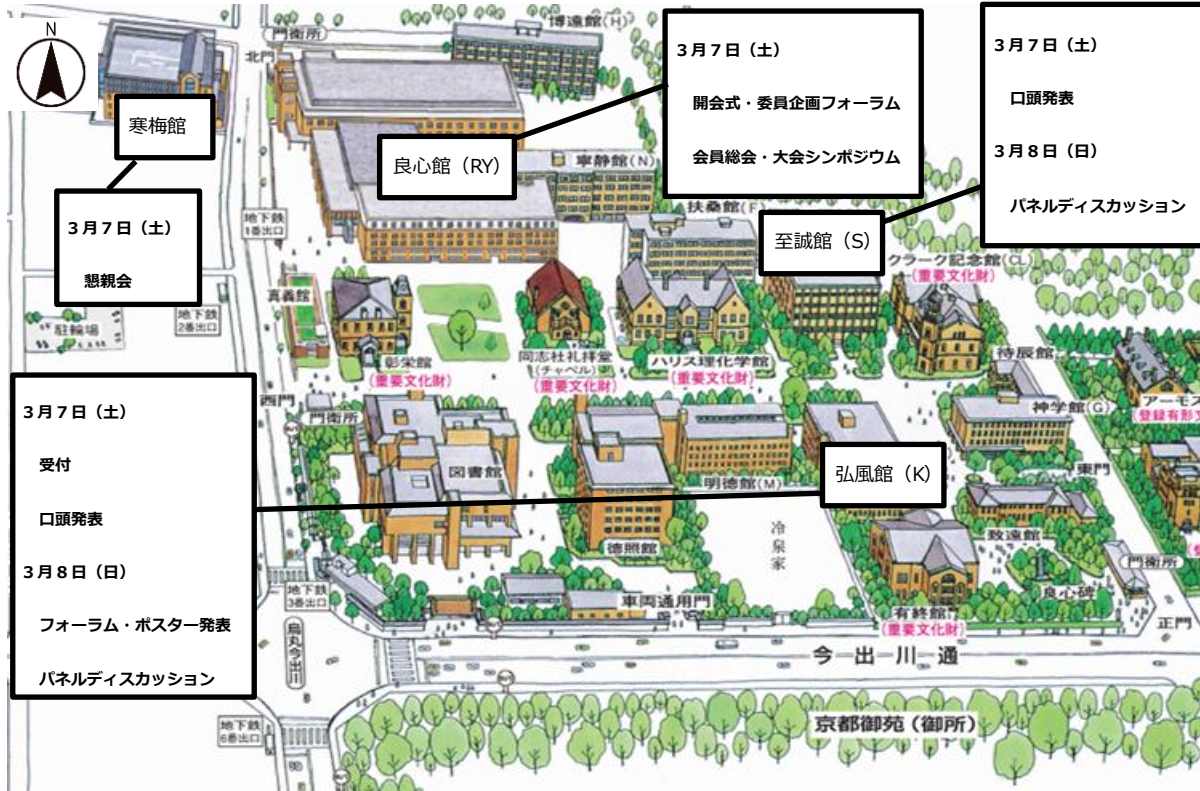 N
寒梅館
3月7日（土）
懇親会
門衛所
北門
博遠館(H)
良心館（RY）
寧静館(N)
扶桑館(F)
3月7日（土）
開会式・委員企画フォーラム
会員総会・大会シンポジウム
3月7日（土）
口頭発表
3月8日（日）
パネルディスカッション
至誠館（S）
クラーク記念館(CL)
(重要文化財)
地下鉄
1番出口
地下鉄
2番出口
駐輪場
真義館
彰栄館
(重要文化財)
同志社礼拝堂
(チャペル)
(重要文化財)
ハリス理化学館
(重要文化財)
待辰館
神学館(G)
アーモス
(登録有形文
東門
3月7日（土）
受付
口頭発表
3月8日（日）
フォーラム・ポスター発表
パネルディスカッション
西門
門衛所
図書館
徳照館
明徳館(M)
弘風館（K）
冷泉家
致遠館
門衛所
良心碑
正門
有終館
(重要文化財)
車両通用門
地下鉄
3番出口
烏丸今出川
今出川通
地下鉄
6番出口
京都御苑(御所)